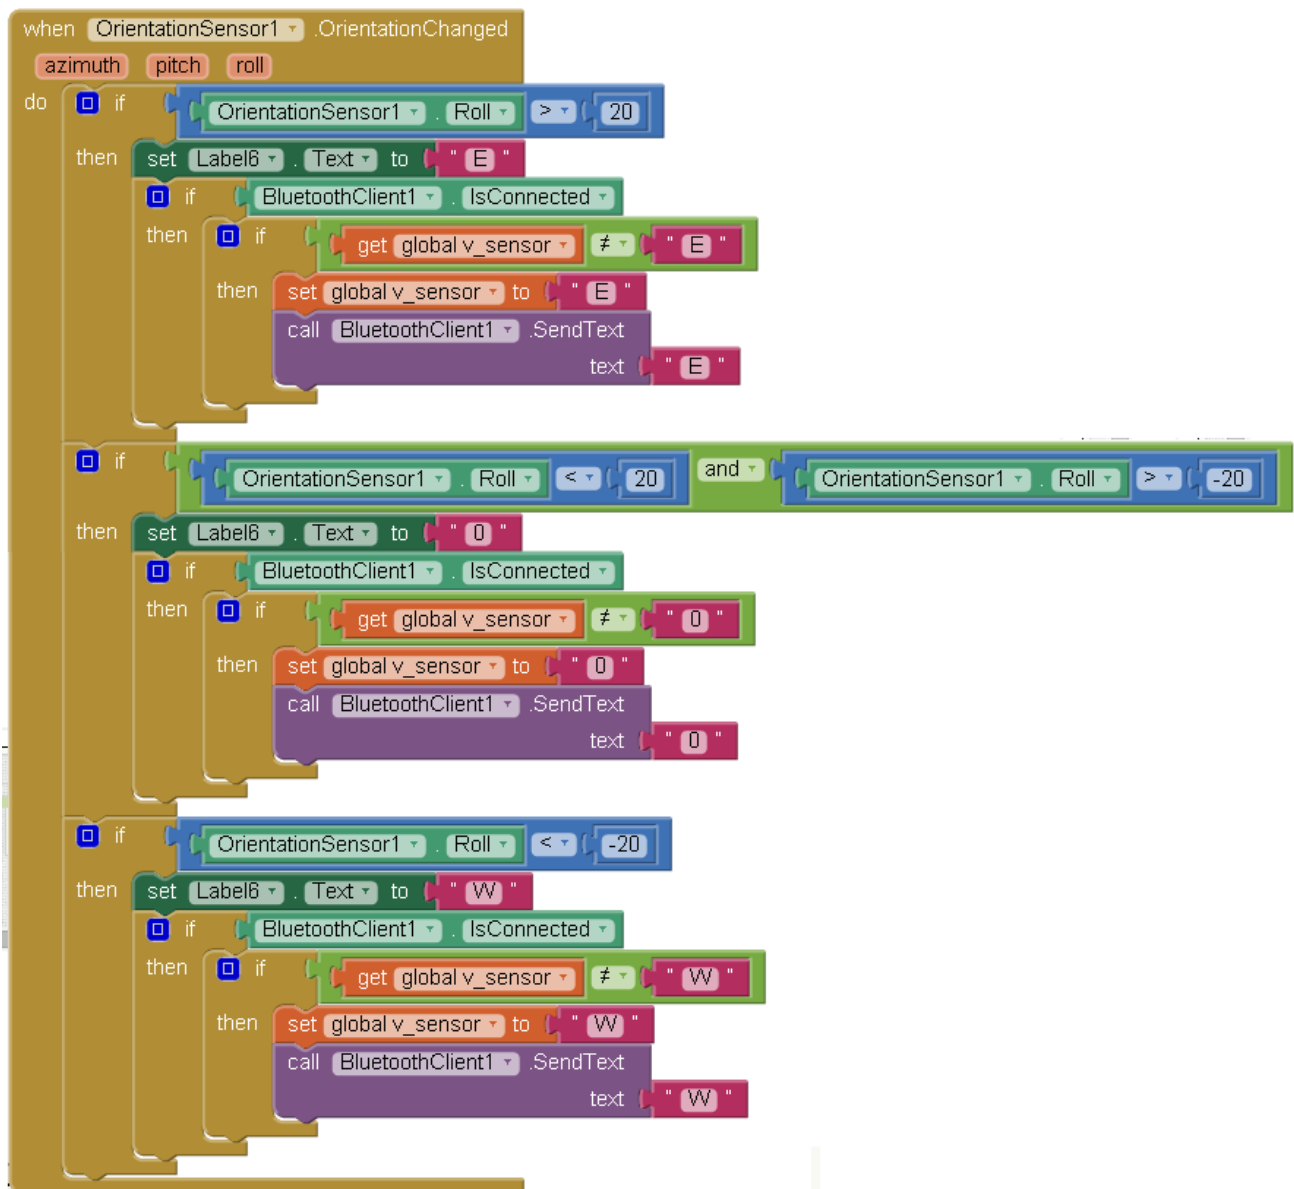 when OrientationSensor1 .OrientationChanged
azimuth pitch roll
do if OrientationSensor1 . Roll > 20
then set Label6 . Text to " E "
if BluetoothClient1 . IsConnected
then if get global v_sensor ≠ " E "
then set global v_sensor to " E "
call BluetoothClient1 .SendText
text " E "
if OrientationSensor1 . Roll < 20 and OrientationSensor1 . Roll > -20
then set Label6 . Text to " 0 "
if BluetoothClient1 . IsConnected
then if get global v_sensor ≠ " 0 "
then set global v_sensor to " 0 "
call BluetoothClient1 .SendText
text " 0 "
if OrientationSensor1 . Roll < -20
then set Label6 . Text to " W "
if BluetoothClient1 . IsConnected
then if get global v_sensor ≠ " W "
then set global v_sensor to " W "
call BluetoothClient1 .SendText
text " W "